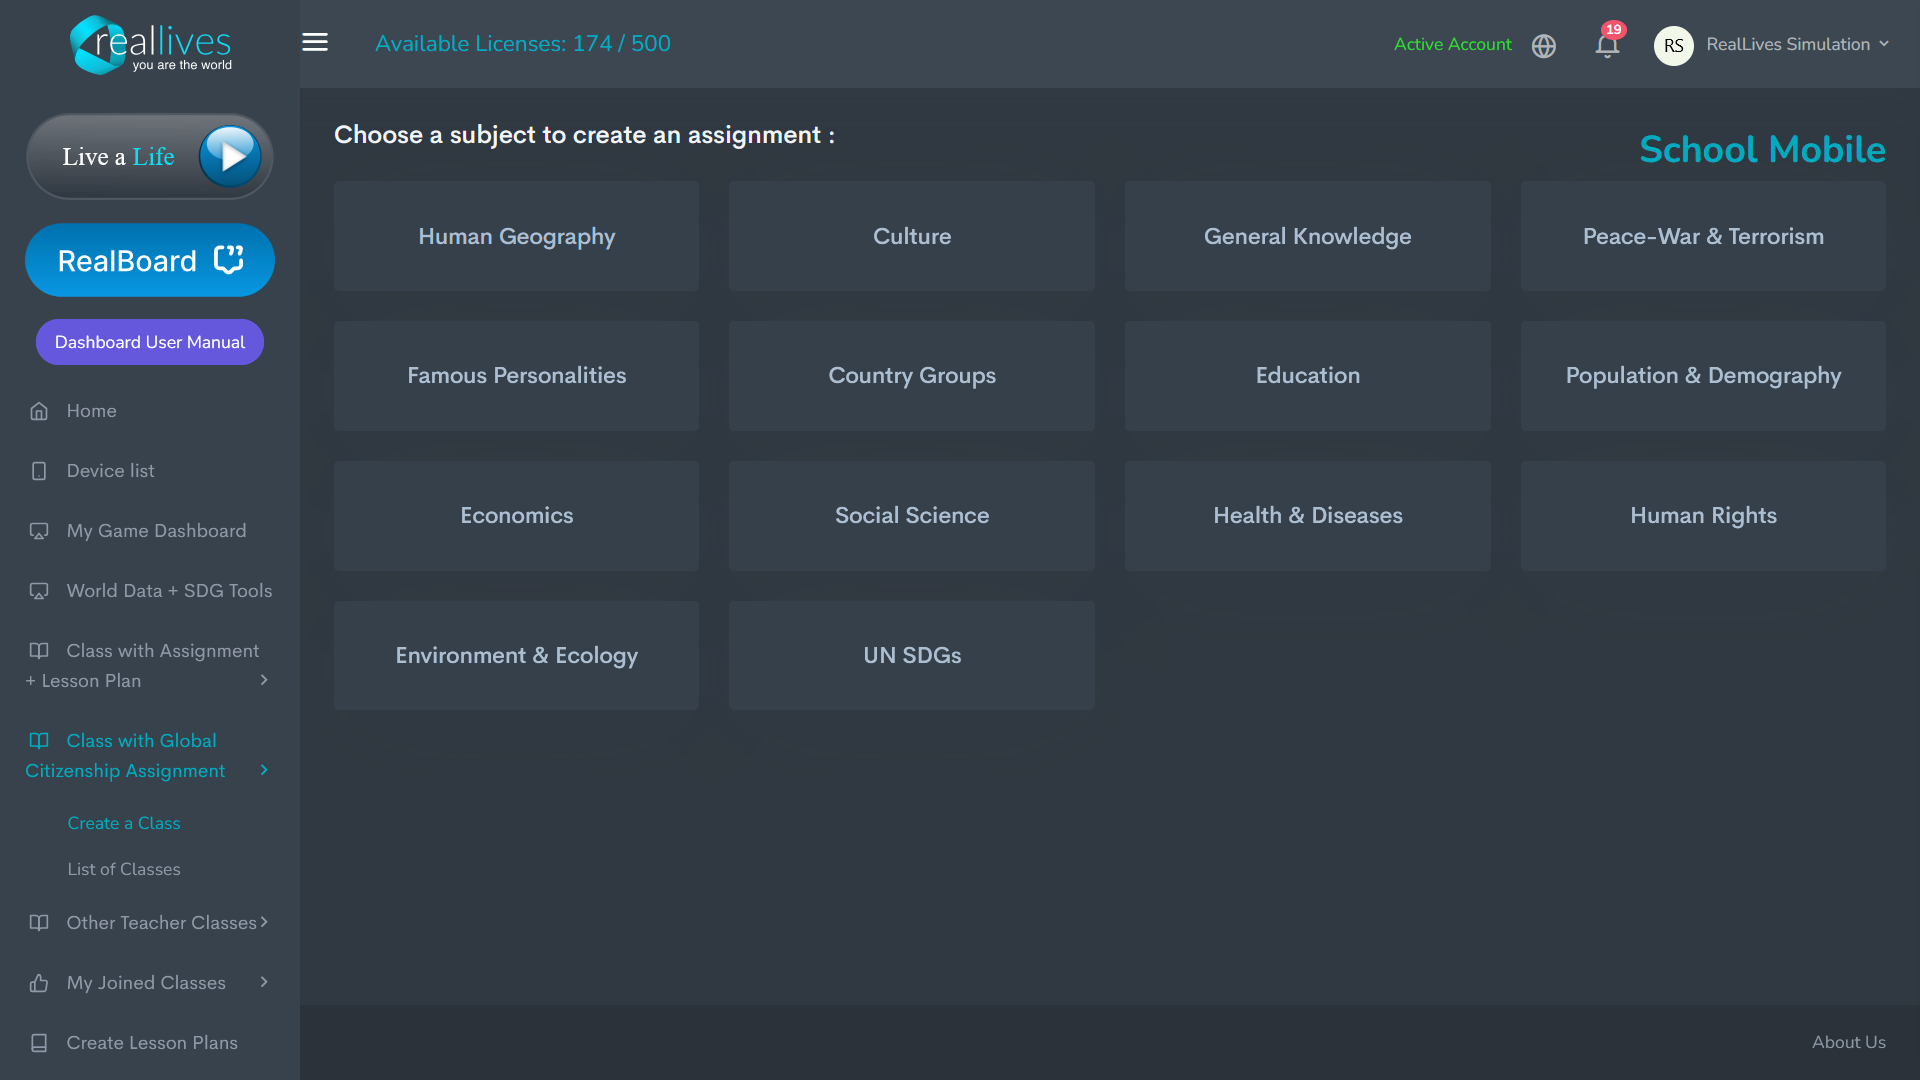 reallives
you are the world
Available Licenses: 174 / 500
Active Account
19
RS
RealLives Simulation
Live a Life
RealBoard
Dashboard User Manual
Home
Device list
My Game Dashboard
World Data + SDG Tools
Class with Assignment
+ Lesson Plan
Class with Global
Citizenship Assignment
Create a Class
List of Classes
Other Teacher Classes
My Joined Classes
Create Lesson Plans
Choose a subject to create an assignment :
School Mobile
Human Geography
Culture
General Knowledge
Peace-War & Terrorism
Famous Personalities
Country Groups
Education
Population & Demography
Economics
Social Science
Health & Diseases
Human Rights
Environment & Ecology
UN SDGs
About Us